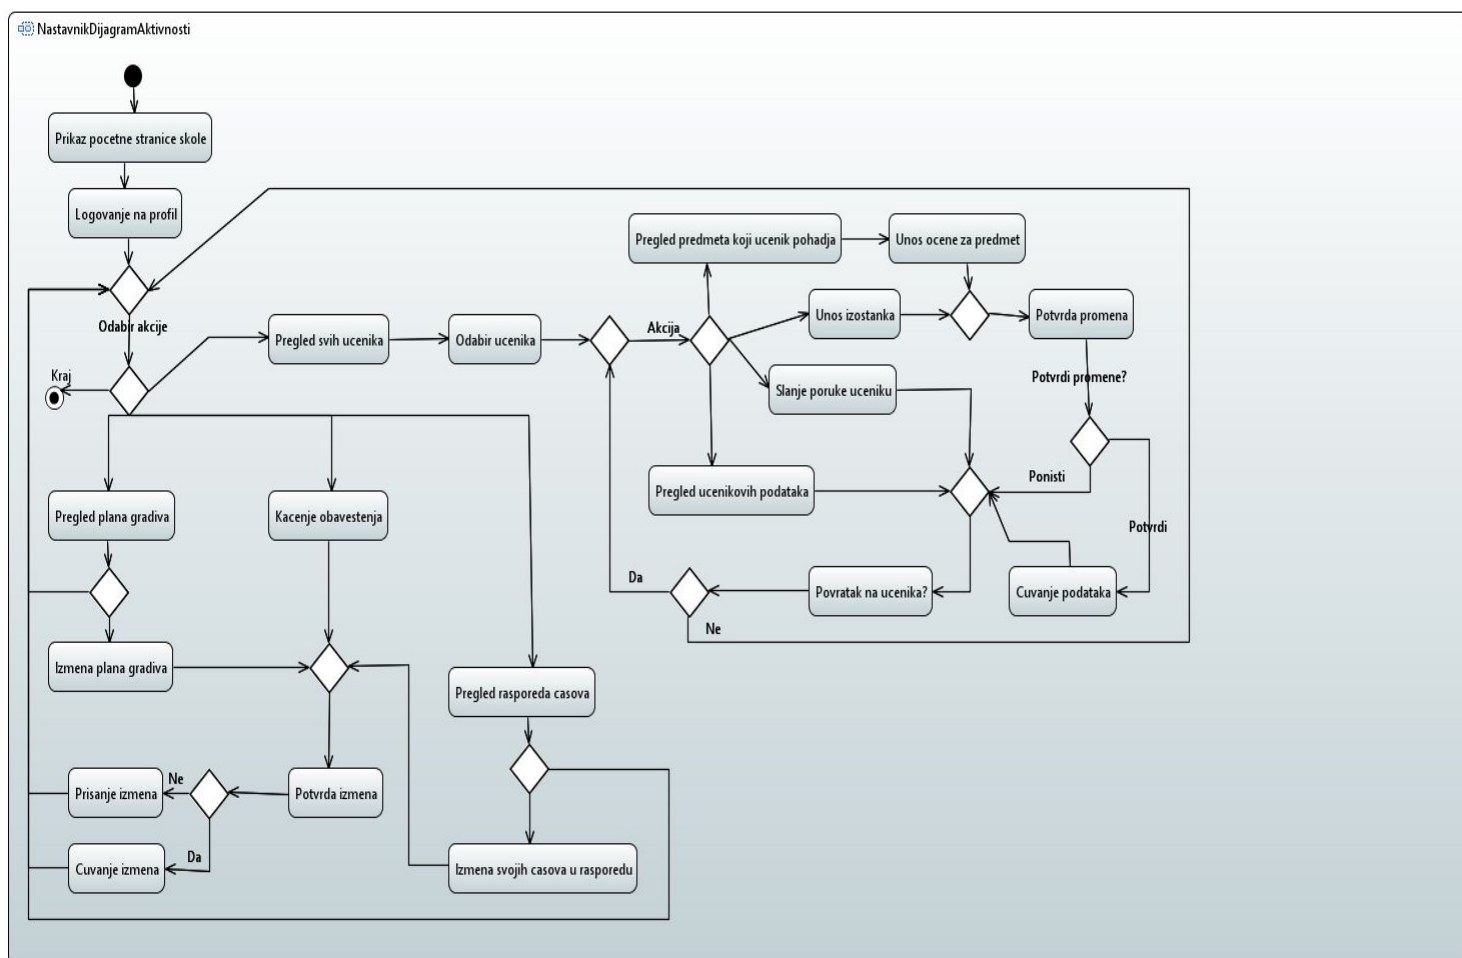 NastavnikDijagramAktivnosti
Prikaz pocetne stranice skole
Logovanje na profil
Odabir akcije
Kraj
Pregled svih ucenika
Odabir ucenika
Akcija
Pregled predmeta koji ucenik pohadja
Unos ocene za predmet
Unos izostanka
Potvrda promena
Slanje poruke uceniku
Potvrdi promene?
Pregled ucenikovih podataka
Ponisti
Potvrdi
Da
Povratak na ucenika?
Cuvanje podataka
Ne
Pregled plana gradiva
Kacenje obavestenja
Izmena plana gradiva
Pregled rasporeda casova
Prisanje izmena
Ne
Potvrda izmena
Cuvanje izmena
Da
Izmena svojih casova u rasporedu